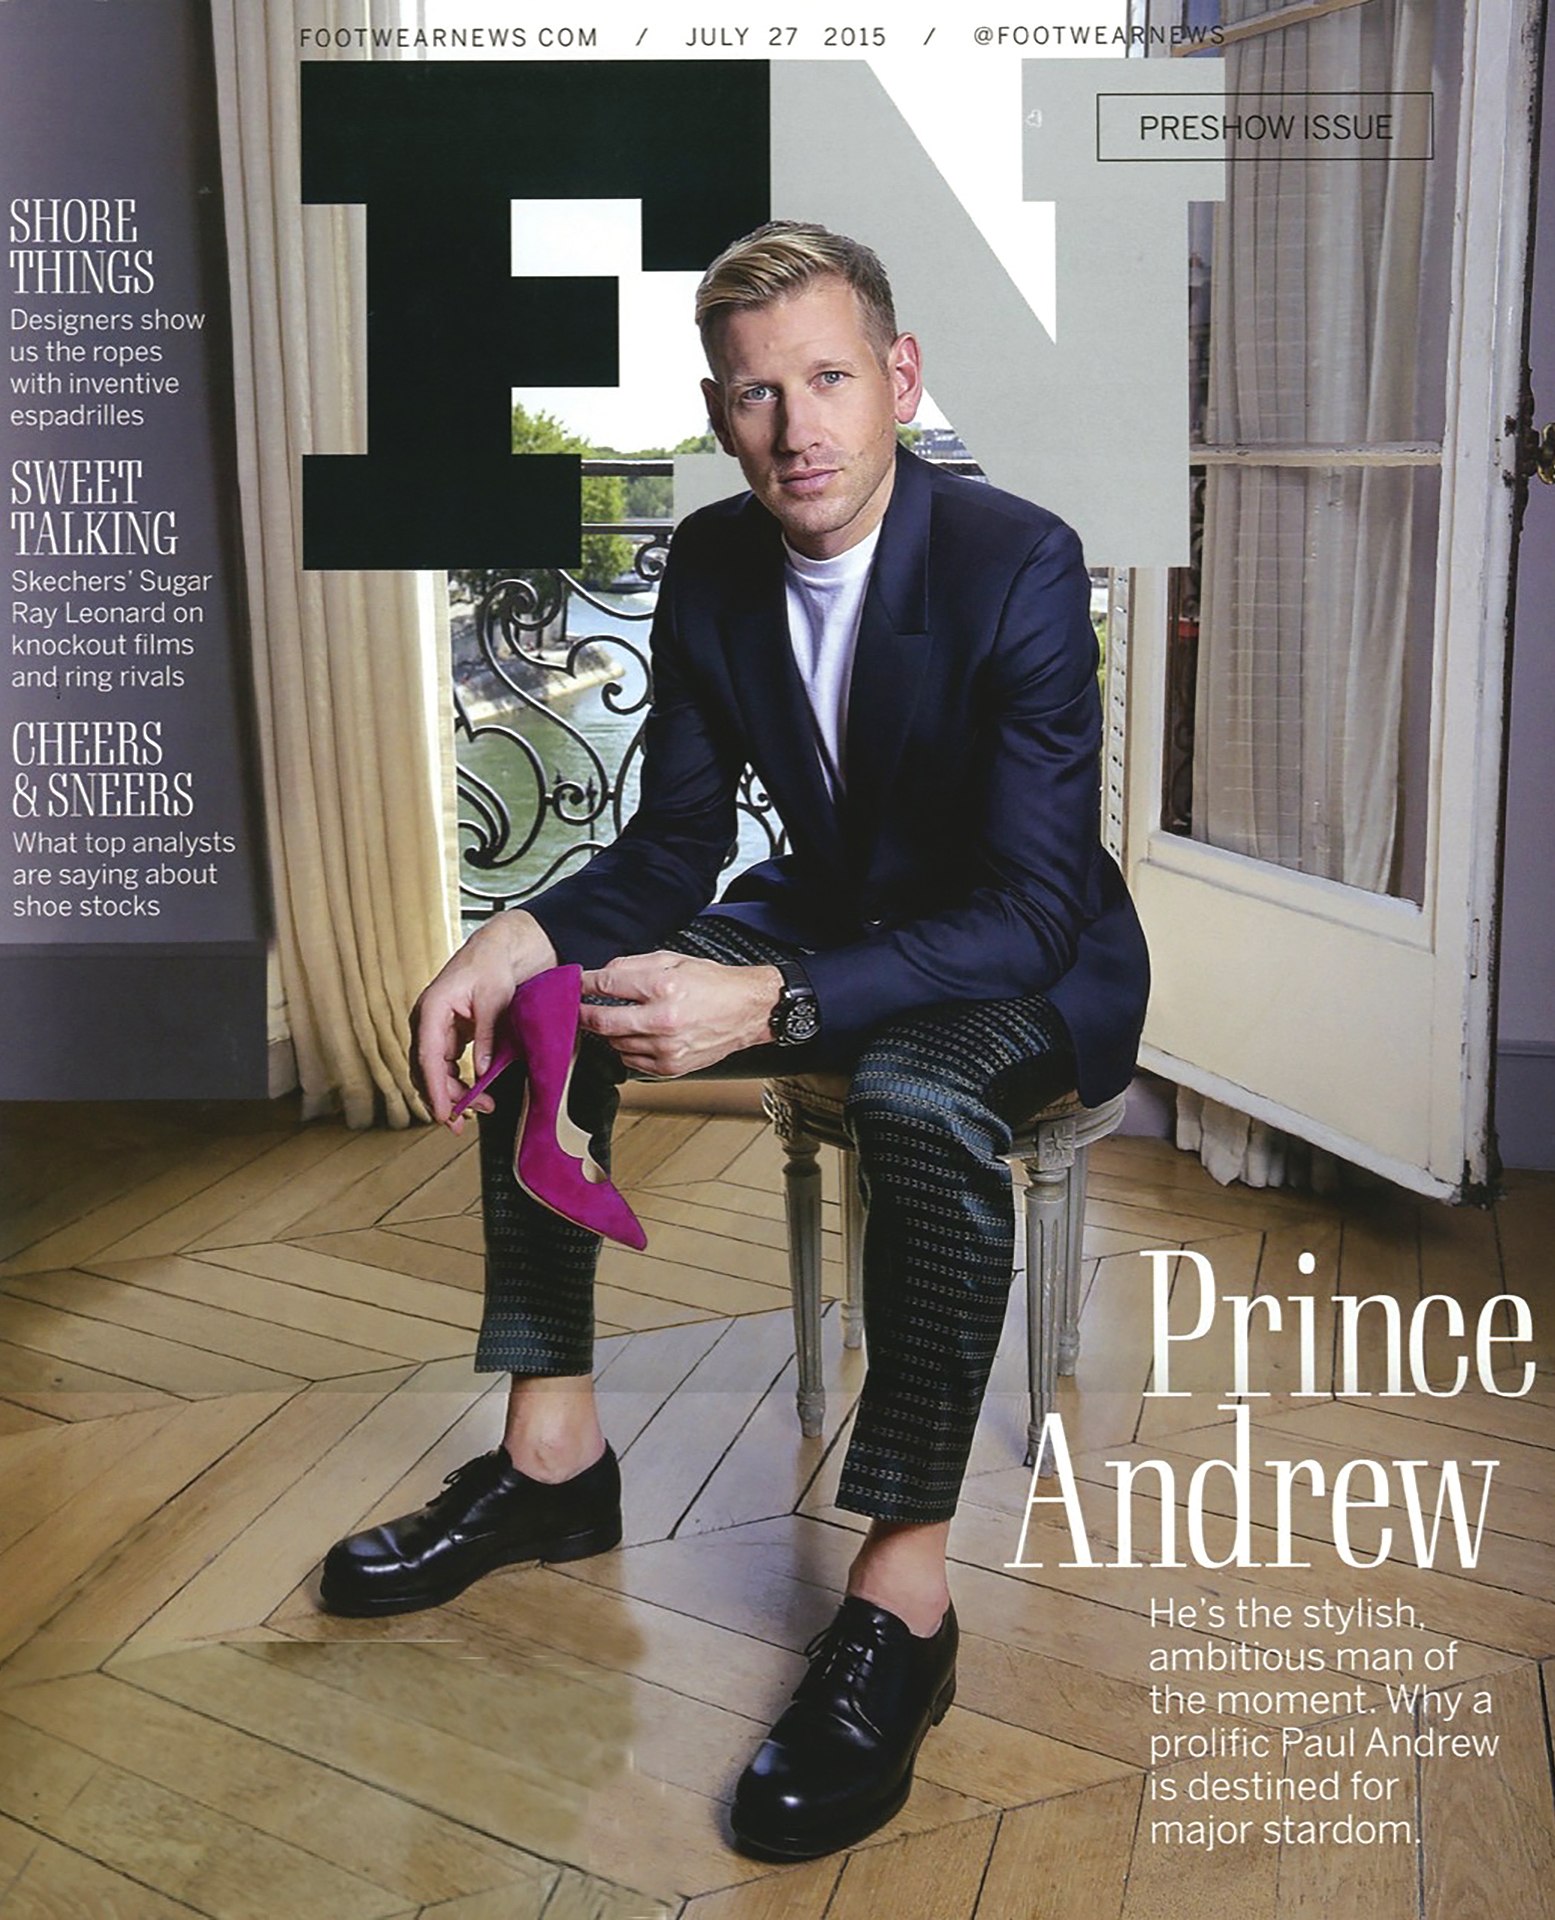 FOOTWEARNEWS COM / JULY 27 2015 / @FOOTWEARNEWS
FN
PRESHOW ISSUE
SHORE
THINGS
Designers show
us the ropes
with inventive
espadrilles
SWEET
TALKING
Skechers' Sugar
Ray Leonard on
knockout films
and ring rivals
CHEERS
& SNEERS
What top analysts
are saying about
shoe stocks
Prince
Andrew
He's the stylish,
ambitious man of
the moment. Why a
prolific Paul Andrew
is destined for
major stardom.